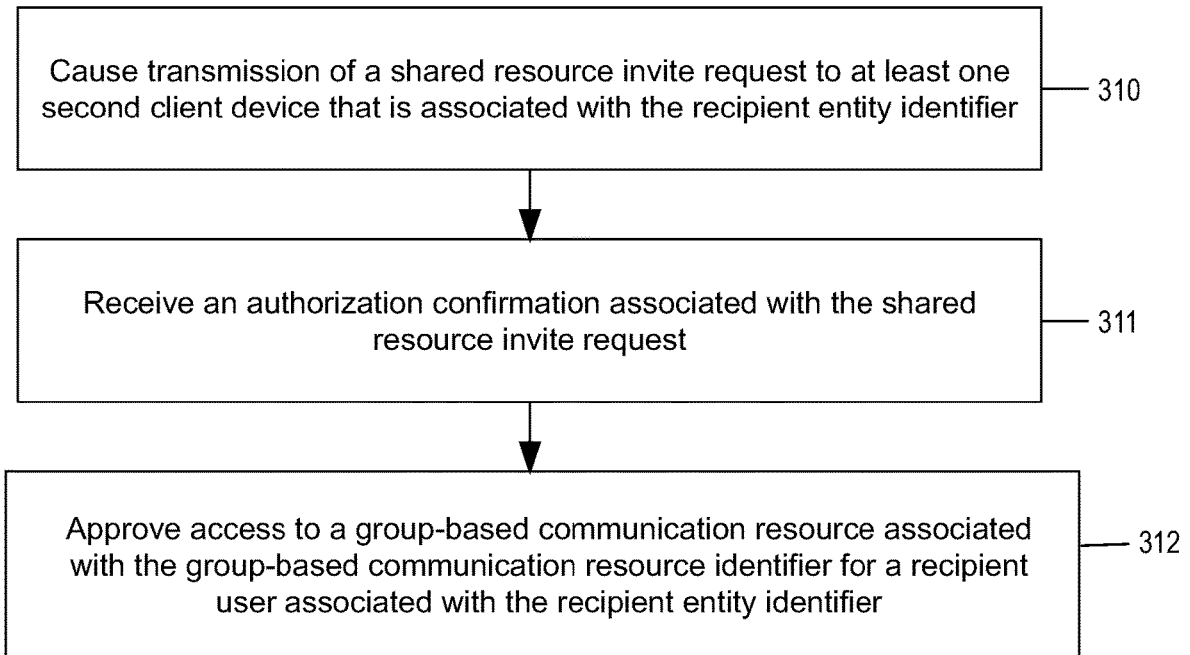 Cause transmission of a shared resource invite request to at least one
second client device that is associated with the recipient entity identifier
310
Receive an authorization confirmation associated with the shared
resource invite request
311
Approve access to a group-based communication resource associated
with the group-based communication resource identifier for a recipient
user associated with the recipient entity identifier
312